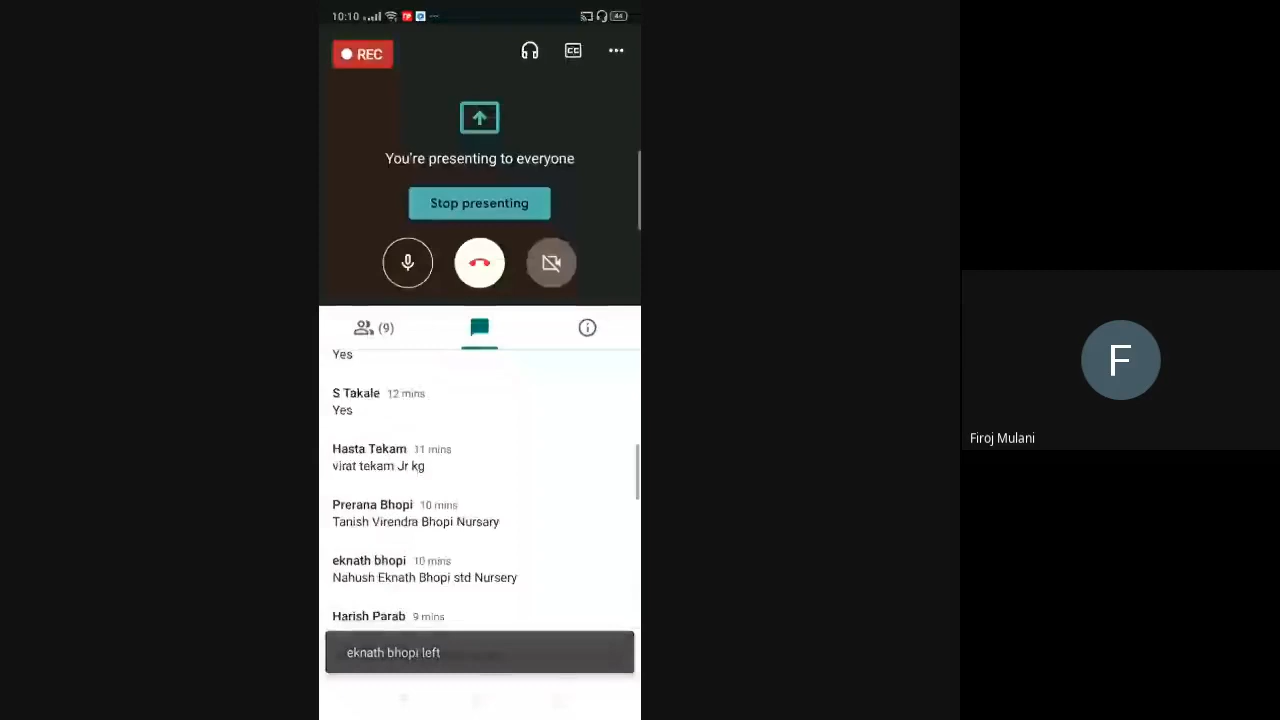 10:10
44
REC
CC
You're presenting to everyone
Stop presenting
(9)
Yes
S Takale 12 mins
Yes
Hasta Tekam 11 mins
virat tekam Jr kg
Prerana Bhopi 10 mins
Tanish Virendra Bhopi Nursary
eknath bhopi 10 mins
Nahush Eknath Bhopi std Nursery
Harish Parab 9 mins
eknath bhopi left
F
Firoj Mulani